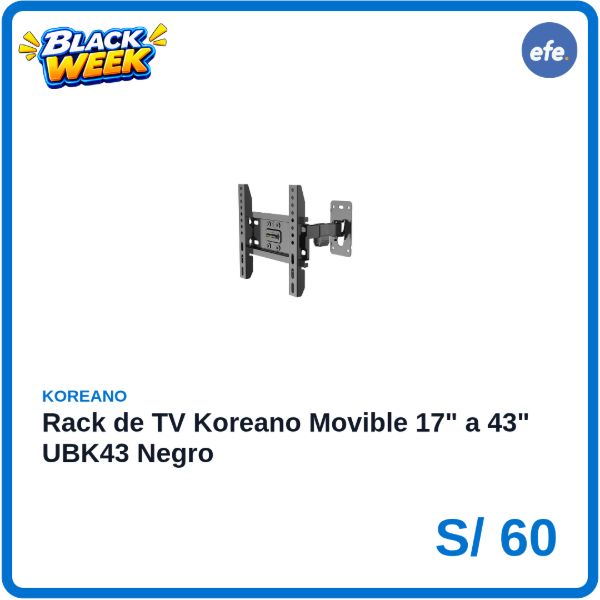 BLACK
WEEK
efe.
KOREANO
Rack de TV Koreano Movible 17" a 43"
UBK43 Negro
S/ 60